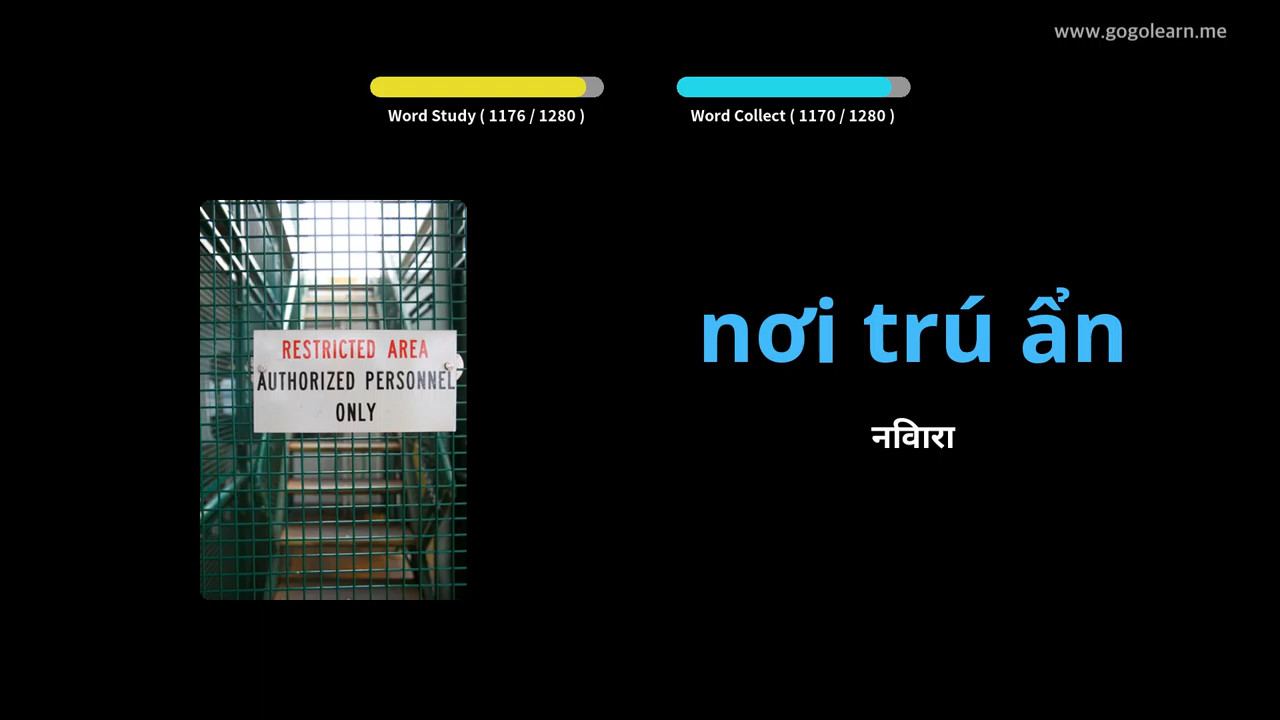 www.gogolearn.me
Word Study ( 1176 / 1280 )
Word Collect ( 1170 / 1280 )
RESTRICTED AREA
AUTHORIZED PERSONNEL
ONLY
nơi trú ẩn
नविारा